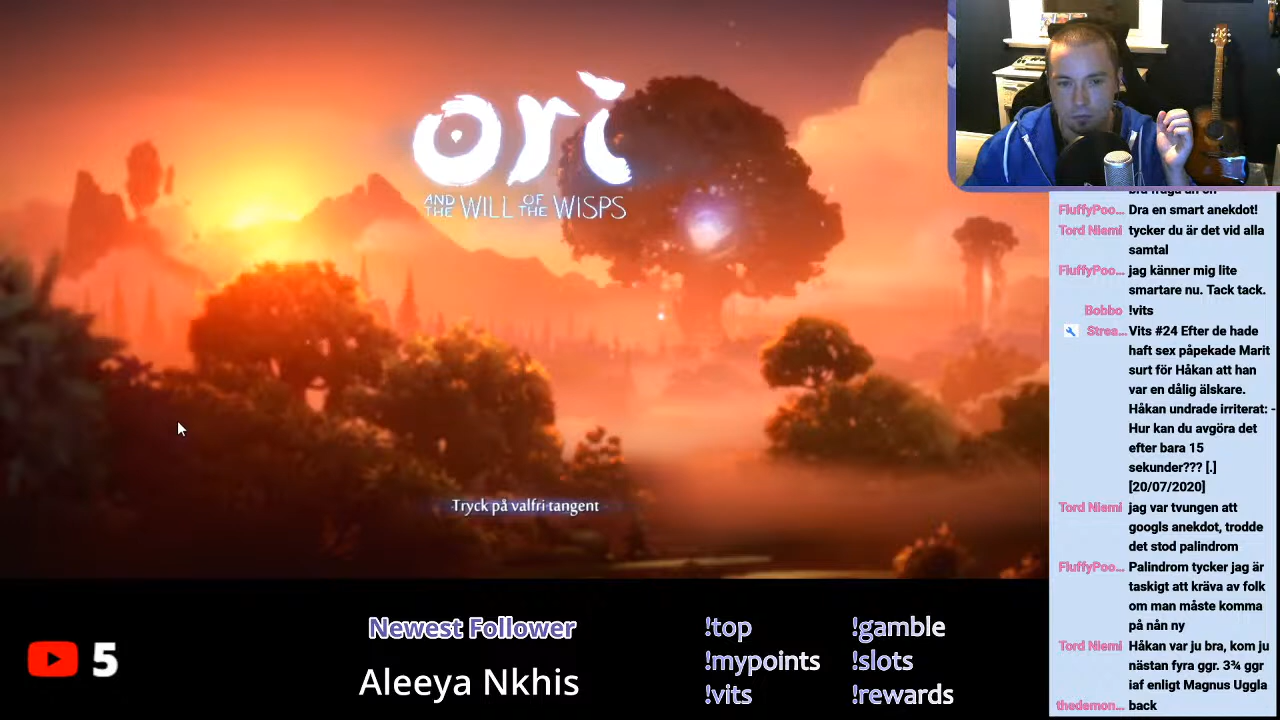 ori
AND THE WILL OF THE WISPS
Tryck på valfri tangent
FluffyPoo... Dra en smart anekdot!
Tord Niemi tycker du är det vid alla
samtal
FluffyPoo... jag känner mig lite
smartare nu. Tack tack.
Bobbo !vits
Strea... Vits #24 Efter de hade
haft sex påpekade Marit
surt för Håkan att han
var en dålig älskare.
Håkan undrade irriterat: -
Hur kan du avgöra det
efter bara 15
sekunder??? [.]
[20/07/2020]
Tord Niemi jag var tvungen att
googls anekdot, trodde
det stod palindrom
FluffyPoo... Palindrom tycker jag är
taskigt att kräva av folk
om man måste komma
på nån ny
Tord Niemi Håkan var ju bra, kom ju
nästan fyra ggr. 3¾ ggr
iaf enligt Magnus Uggla
thedemon... back
5
Newest Follower
Aleeya Nkhis
!top
!mypoints
!vits
!gamble
!slots
!rewards